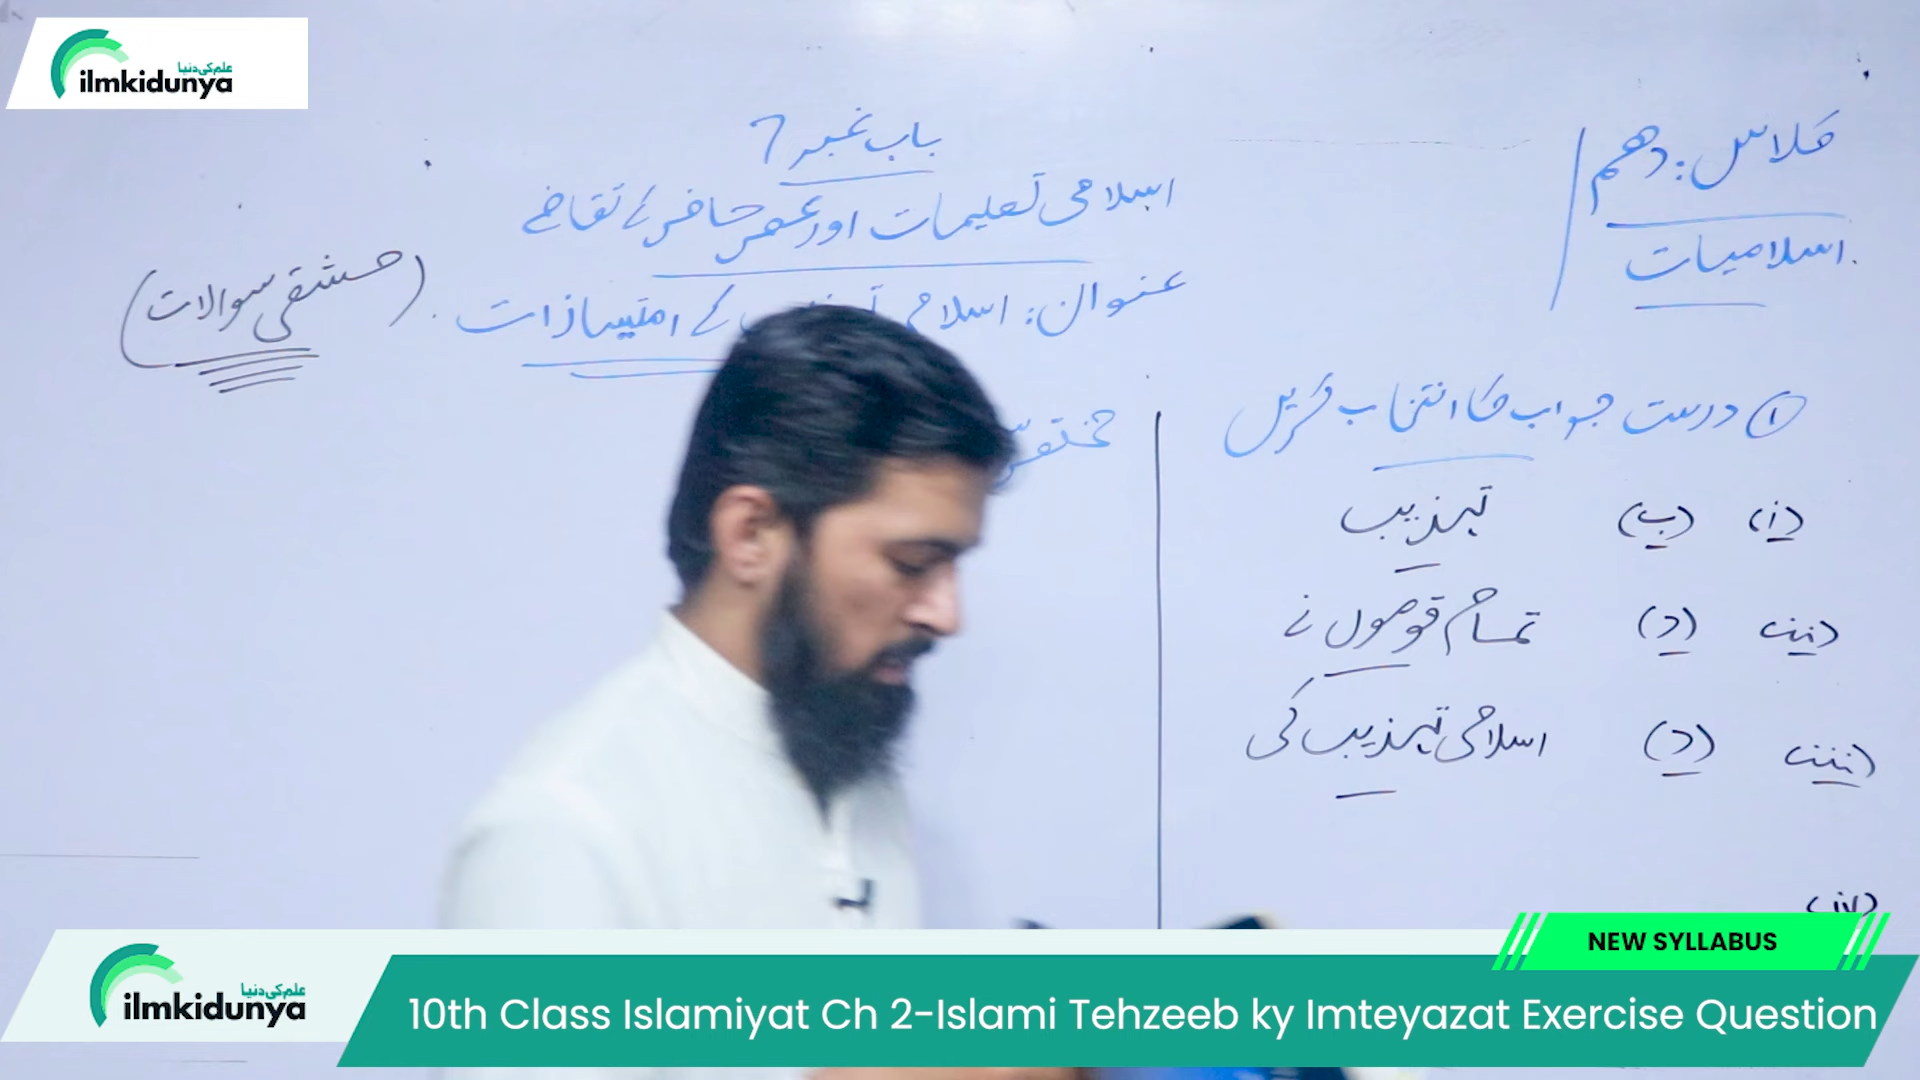 علم کی دنیا
ilmkidunya
کلاس: دھم
اسلامیات
باب نمبر 7
اسلامی تعلیمات اور عصر حاضر کے تقاضے
عنوان: اسلامی کے امتیازات
(مشقی سوالات)
① درست جواب کا انتخاب کریں
(i) (ب) تہذیب
(ii) (د) تمام قوموں نے
(iii) (د) اسلامی تہذیب کی
(iv)
NEW SYLLABUS
علم کی دنیا
ilmkidunya
10th Class Islamiyat Ch 2-Islami Tehzeeb ky Imteyazat Exercise Question